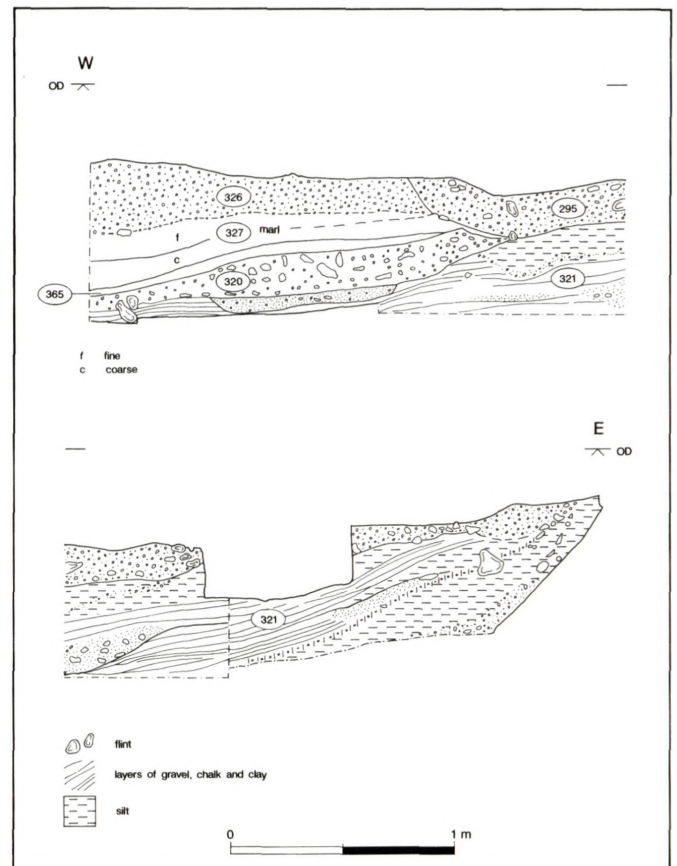 W
OD
326
295
f 327 marl
c
320
321
365
f fine
c coarse
E
OD
321
flint
layers of gravel, chalk and clay
silt
0 1 m